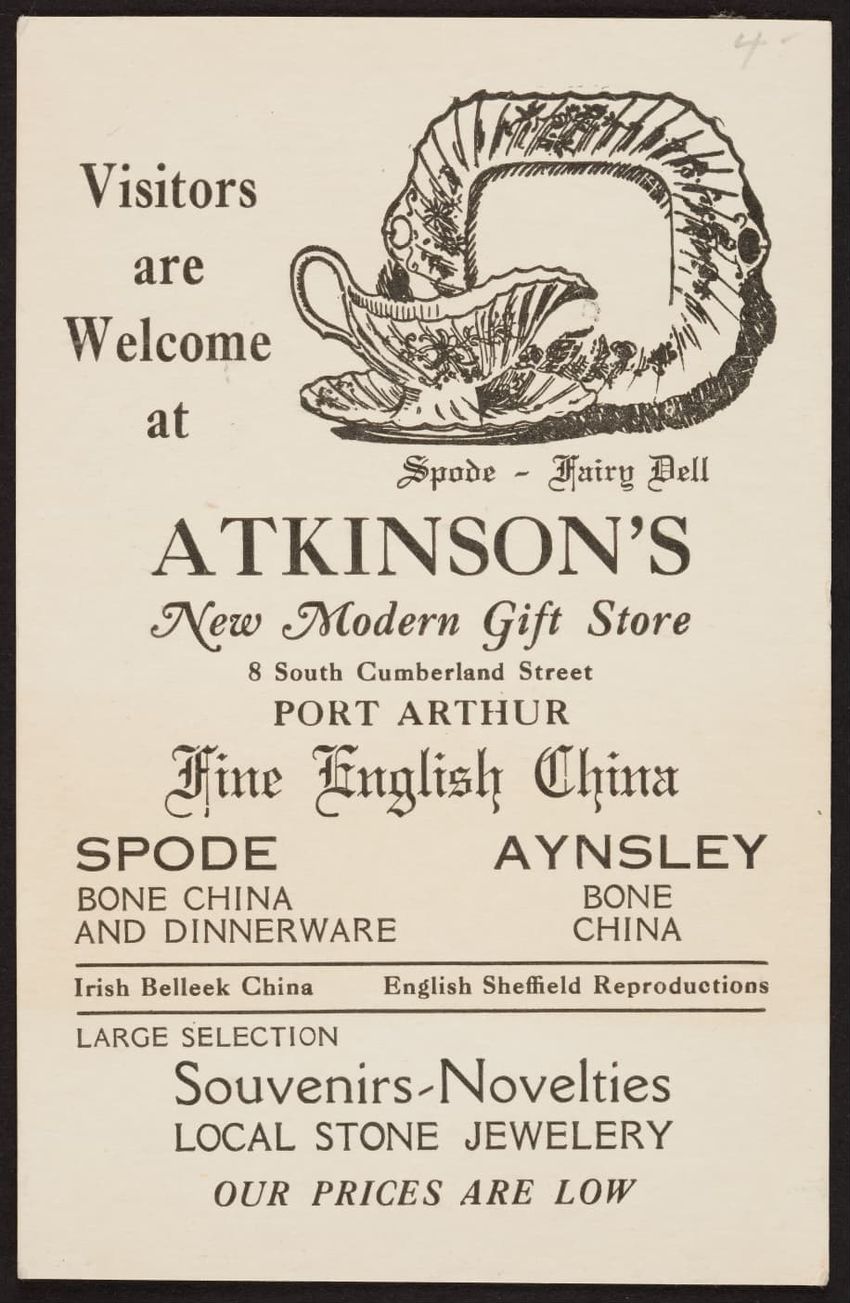 4-
Visitors
are
Welcome
at
Spode - Fairy Dell
ATKINSON'S
New Modern Gift Store
8 South Cumberland Street
PORT ARTHUR
Fine English China
SPODE
BONE CHINA
AND DINNERWARE
AYNSLEY
BONE
CHINA
Irish Belleek China
English Sheffield Reproductions
LARGE SELECTION
Souvenirs-Novelties
LOCAL STONE JEWELERY
OUR PRICES ARE LOW